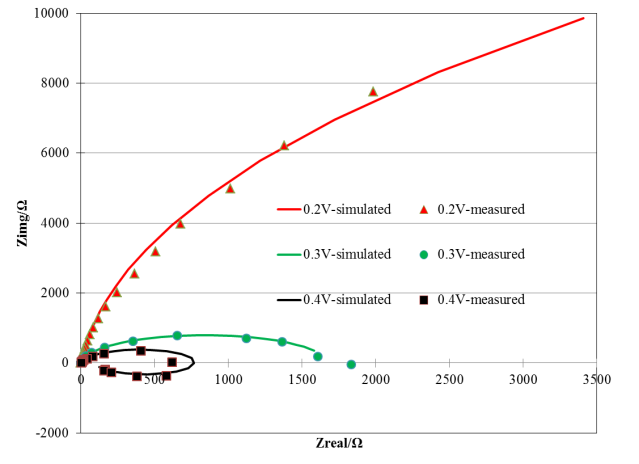 10000
8000
6000
4000
2000
0
-2000
Zimg/Ω
0.2V-simulated 0.2V-measured
0.3V-simulated 0.3V-measured
0.4V-simulated 0.4V-measured
0 500 1000 1500 2000 2500 3000 3500
Zreal/Ω